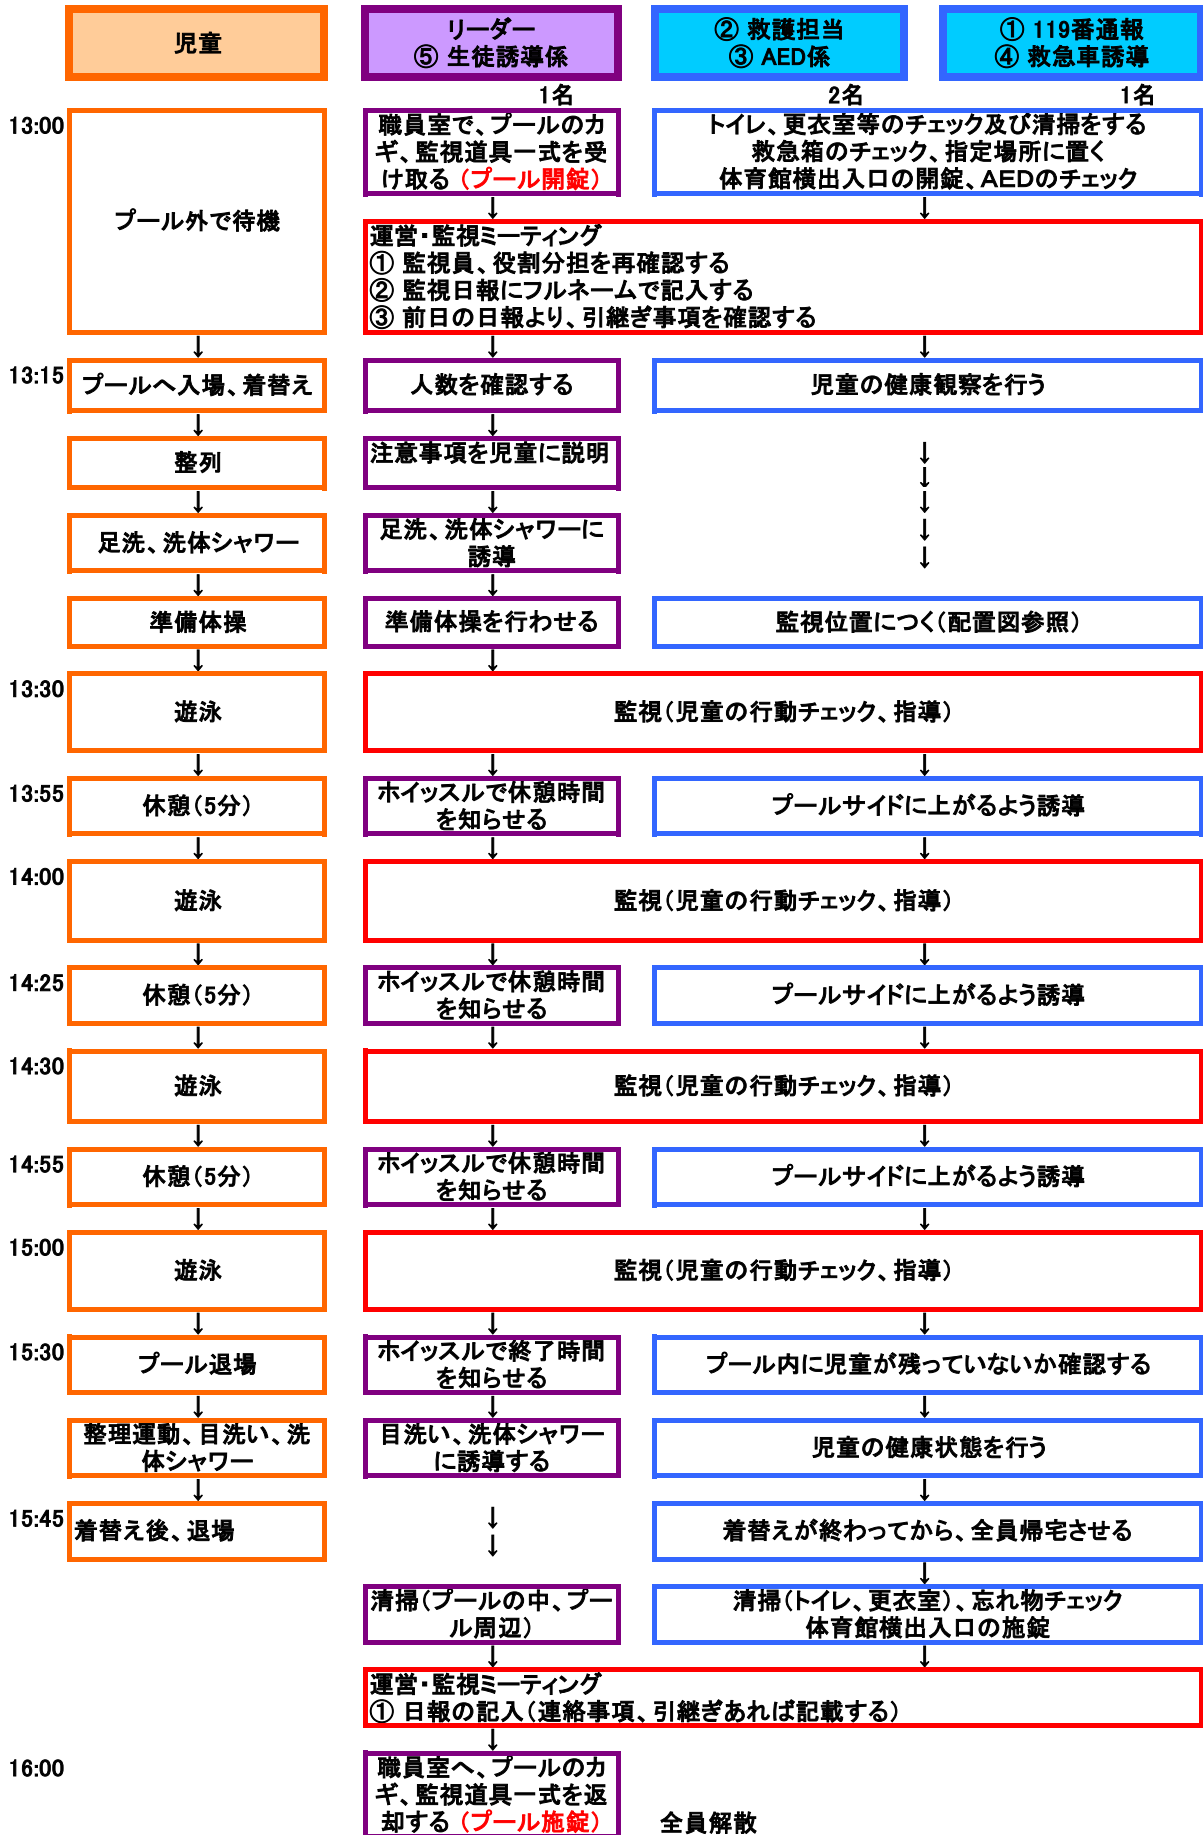 児童
リーダー
⑤ 生徒誘導係
② 救護担当
③ AED係
① 119番通報
④ 救急車誘導
1名
2名
1名
13:00
プール外で待機
職員室で、プールのカ
ギ、監視道具一式を受
け取る（プール開錠）
トイレ、更衣室等のチェック及び清掃をする
救急箱のチェック、指定場所に置く
体育館横出入口の開錠、AEDのチェック
↓
↓
運営・監視ミーティング
① 監視員、役割分担を再確認する
② 監視日報にフルネームで記入する
③ 前日の日報より、引継ぎ事項を確認する
↓
↓
↓
13:15
プールへ入場、着替え
人数を確認する
児童の健康観察を行う
↓
↓
整列
注意事項を児童に説明
↓
↓
↓
↓
↓
↓
↓
足洗、洗体シャワー
足洗、洗体シャワーに
誘導
↓
↓
準備体操
準備体操を行わせる
監視位置につく（配置図参照）
↓
↓
13:30
遊泳
監視（児童の行動チェック、指導）
↓
↓
↓
13:55
休憩（5分）
ホイッスルで休憩時間
を知らせる
プールサイドに上がるよう誘導
↓
↓
↓
14:00
遊泳
監視（児童の行動チェック、指導）
↓
↓
↓
14:25
休憩（5分）
ホイッスルで休憩時間
を知らせる
プールサイドに上がるよう誘導
↓
↓
↓
14:30
遊泳
監視（児童の行動チェック、指導）
↓
↓
↓
14:55
休憩（5分）
ホイッスルで休憩時間
を知らせる
プールサイドに上がるよう誘導
↓
↓
↓
15:00
遊泳
監視（児童の行動チェック、指導）
↓
↓
↓
15:30
プール退場
ホイッスルで終了時間
を知らせる
プール内に児童が残っていないか確認する
↓
↓
↓
整理運動、目洗い、洗
体シャワー
目洗い、洗体シャワー
に誘導する
児童の健康状態を行う
↓
↓
15:45
着替え後、退場
↓
↓
着替えが終わってから、全員帰宅させる
↓
清掃（プールの中、プー
ル周辺）
清掃（トイレ、更衣室）、忘れ物チェック
体育館横出入口の施錠
↓
↓
運営・監視ミーティング
① 日報の記入（連絡事項、引継ぎあれば記載する）
↓
16:00
職員室へ、プールのカ
ギ、監視道具一式を返
却する（プール施錠）
全員解散